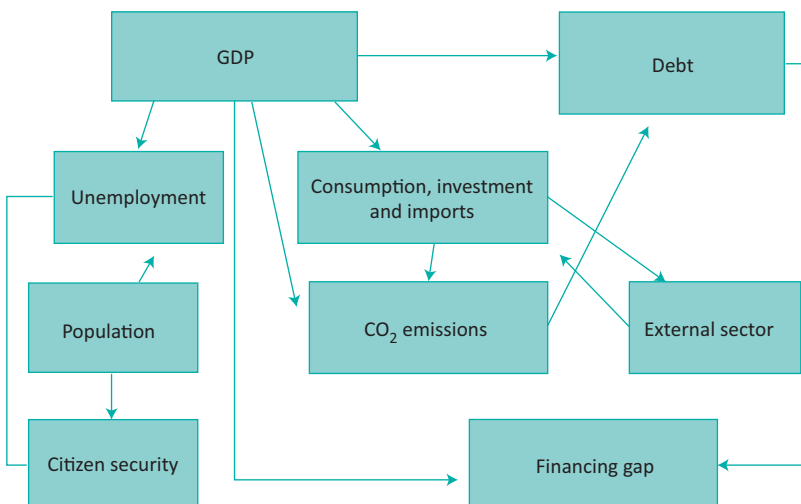 GDP
Debt
Unemployment
Consumption, investment
and imports
Population
CO₂ emissions
External sector
Citizen security
Financing gap